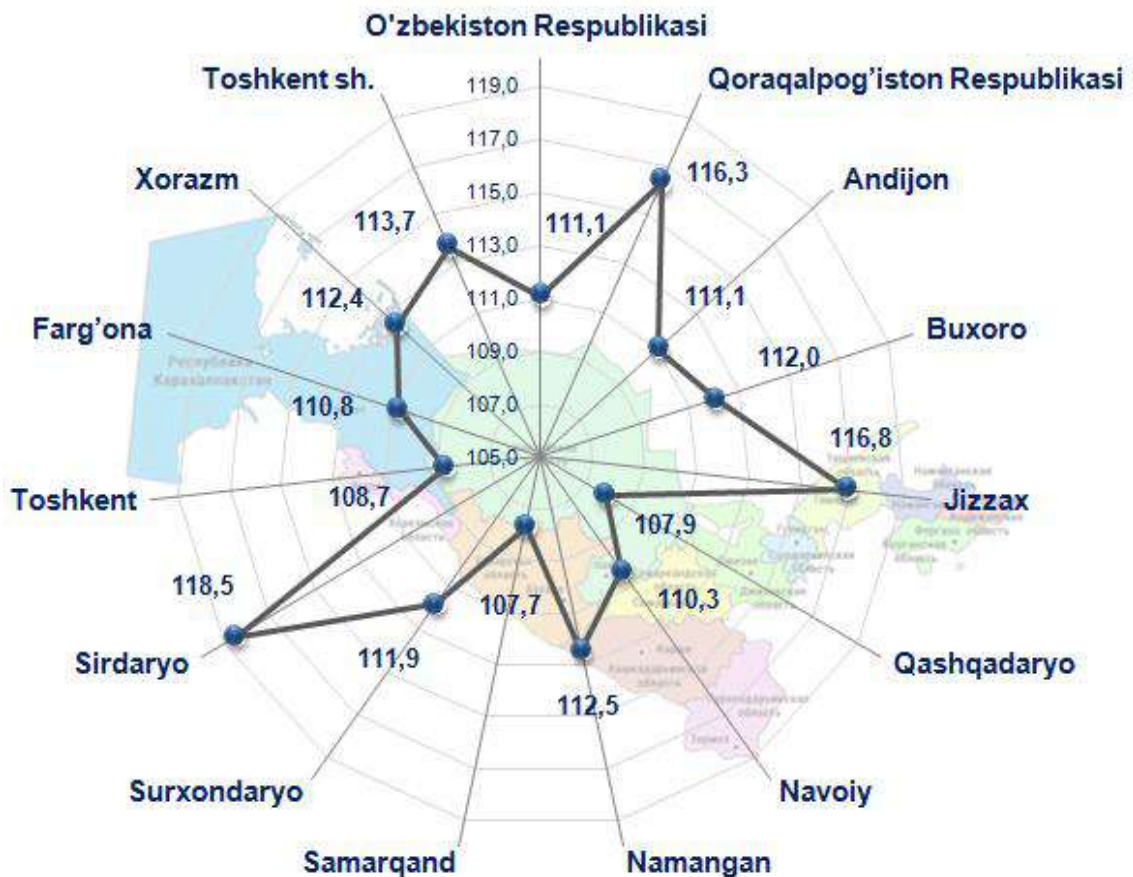 O'zbekiston Respublikasi
Toshkent sh.
119,0
Qoraqalpog’iston Respublikasi
117,0
Xorazm
116,3
Andijon
115,0
113,7
111,1
113,0
112,4
111,0
111,1
Farg’ona
Buxoro
109,0
112,0
Республика
Каракалпакстан
110,8
107,0
116,8
105,0
Toshkent
108,7
Jizzax
107,9
118,5
107,7
110,3
Sirdaryo
111,9
Qashqadaryo
112,5
Surxondaryo
Navoiy
Samarqand
Namangan